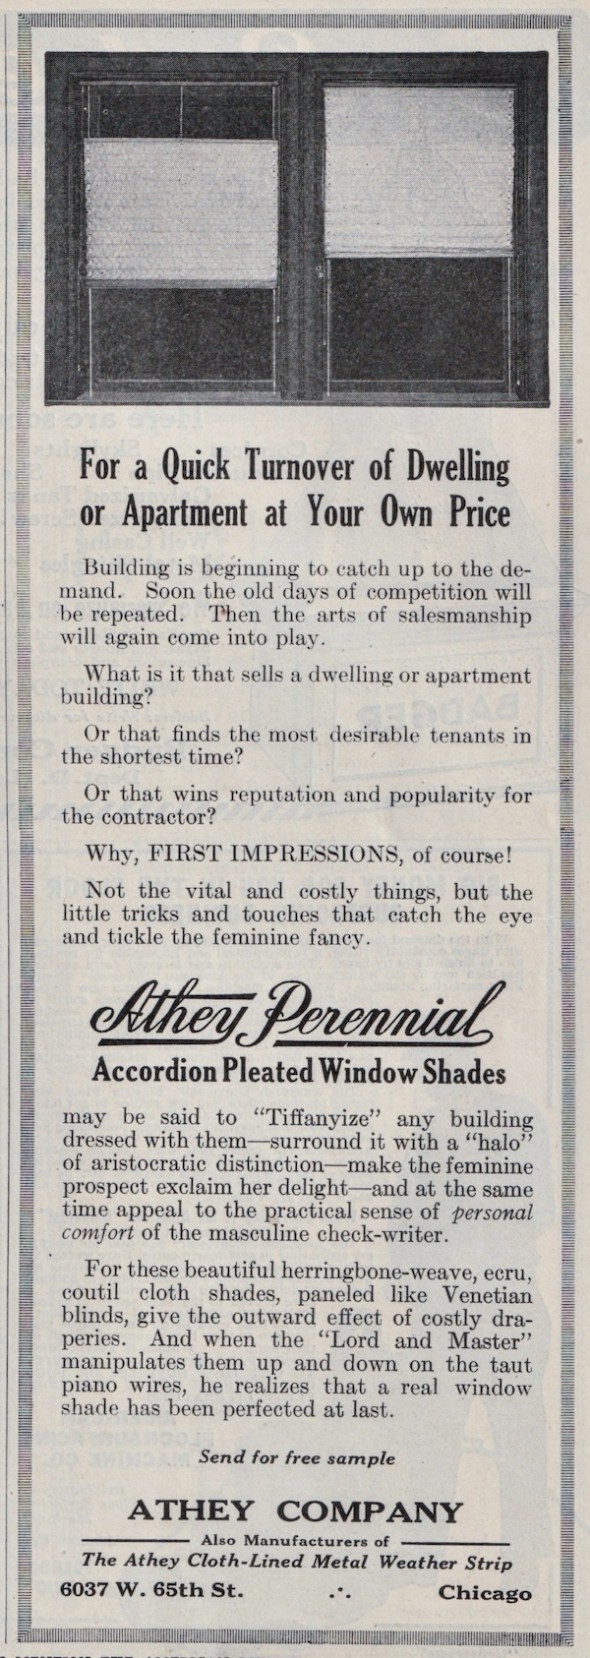 For a Quick Turnover of Dwelling
or Apartment at Your Own Price
Building is beginning to catch up to the de-
mand. Soon the old days of competition will
be repeated. Then the arts of salesmanship
will again come into play.
What is it that sells a dwelling or apartment
building?
Or that finds the most desirable tenants in
the shortest time?
Or that wins reputation and popularity for
the contractor?
Why, FIRST IMPRESSIONS, of course!
Not the vital and costly things, but the
little tricks and touches that catch the eye
and tickle the feminine fancy.
Athey Perennial
Accordion Pleated Window Shades
may be said to "Tiffanyize" any building
dressed with them—surround it with a "halo"
of aristocratic distinction—make the feminine
prospect exclaim her delight—and at the same
time appeal to the practical sense of personal
comfort of the masculine check-writer.
For these beautiful herringbone-weave, ecru,
coutil cloth shades, paneled like Venetian
blinds, give the outward effect of costly dra-
peries. And when the "Lord and Master"
manipulates them up and down on the taut
piano wires, he realizes that a real window
shade has been perfected at last.
Send for free sample
ATHEY COMPANY
Also Manufacturers of
The Athey Cloth-Lined Metal Weather Strip
6037 W. 65th St. Chicago